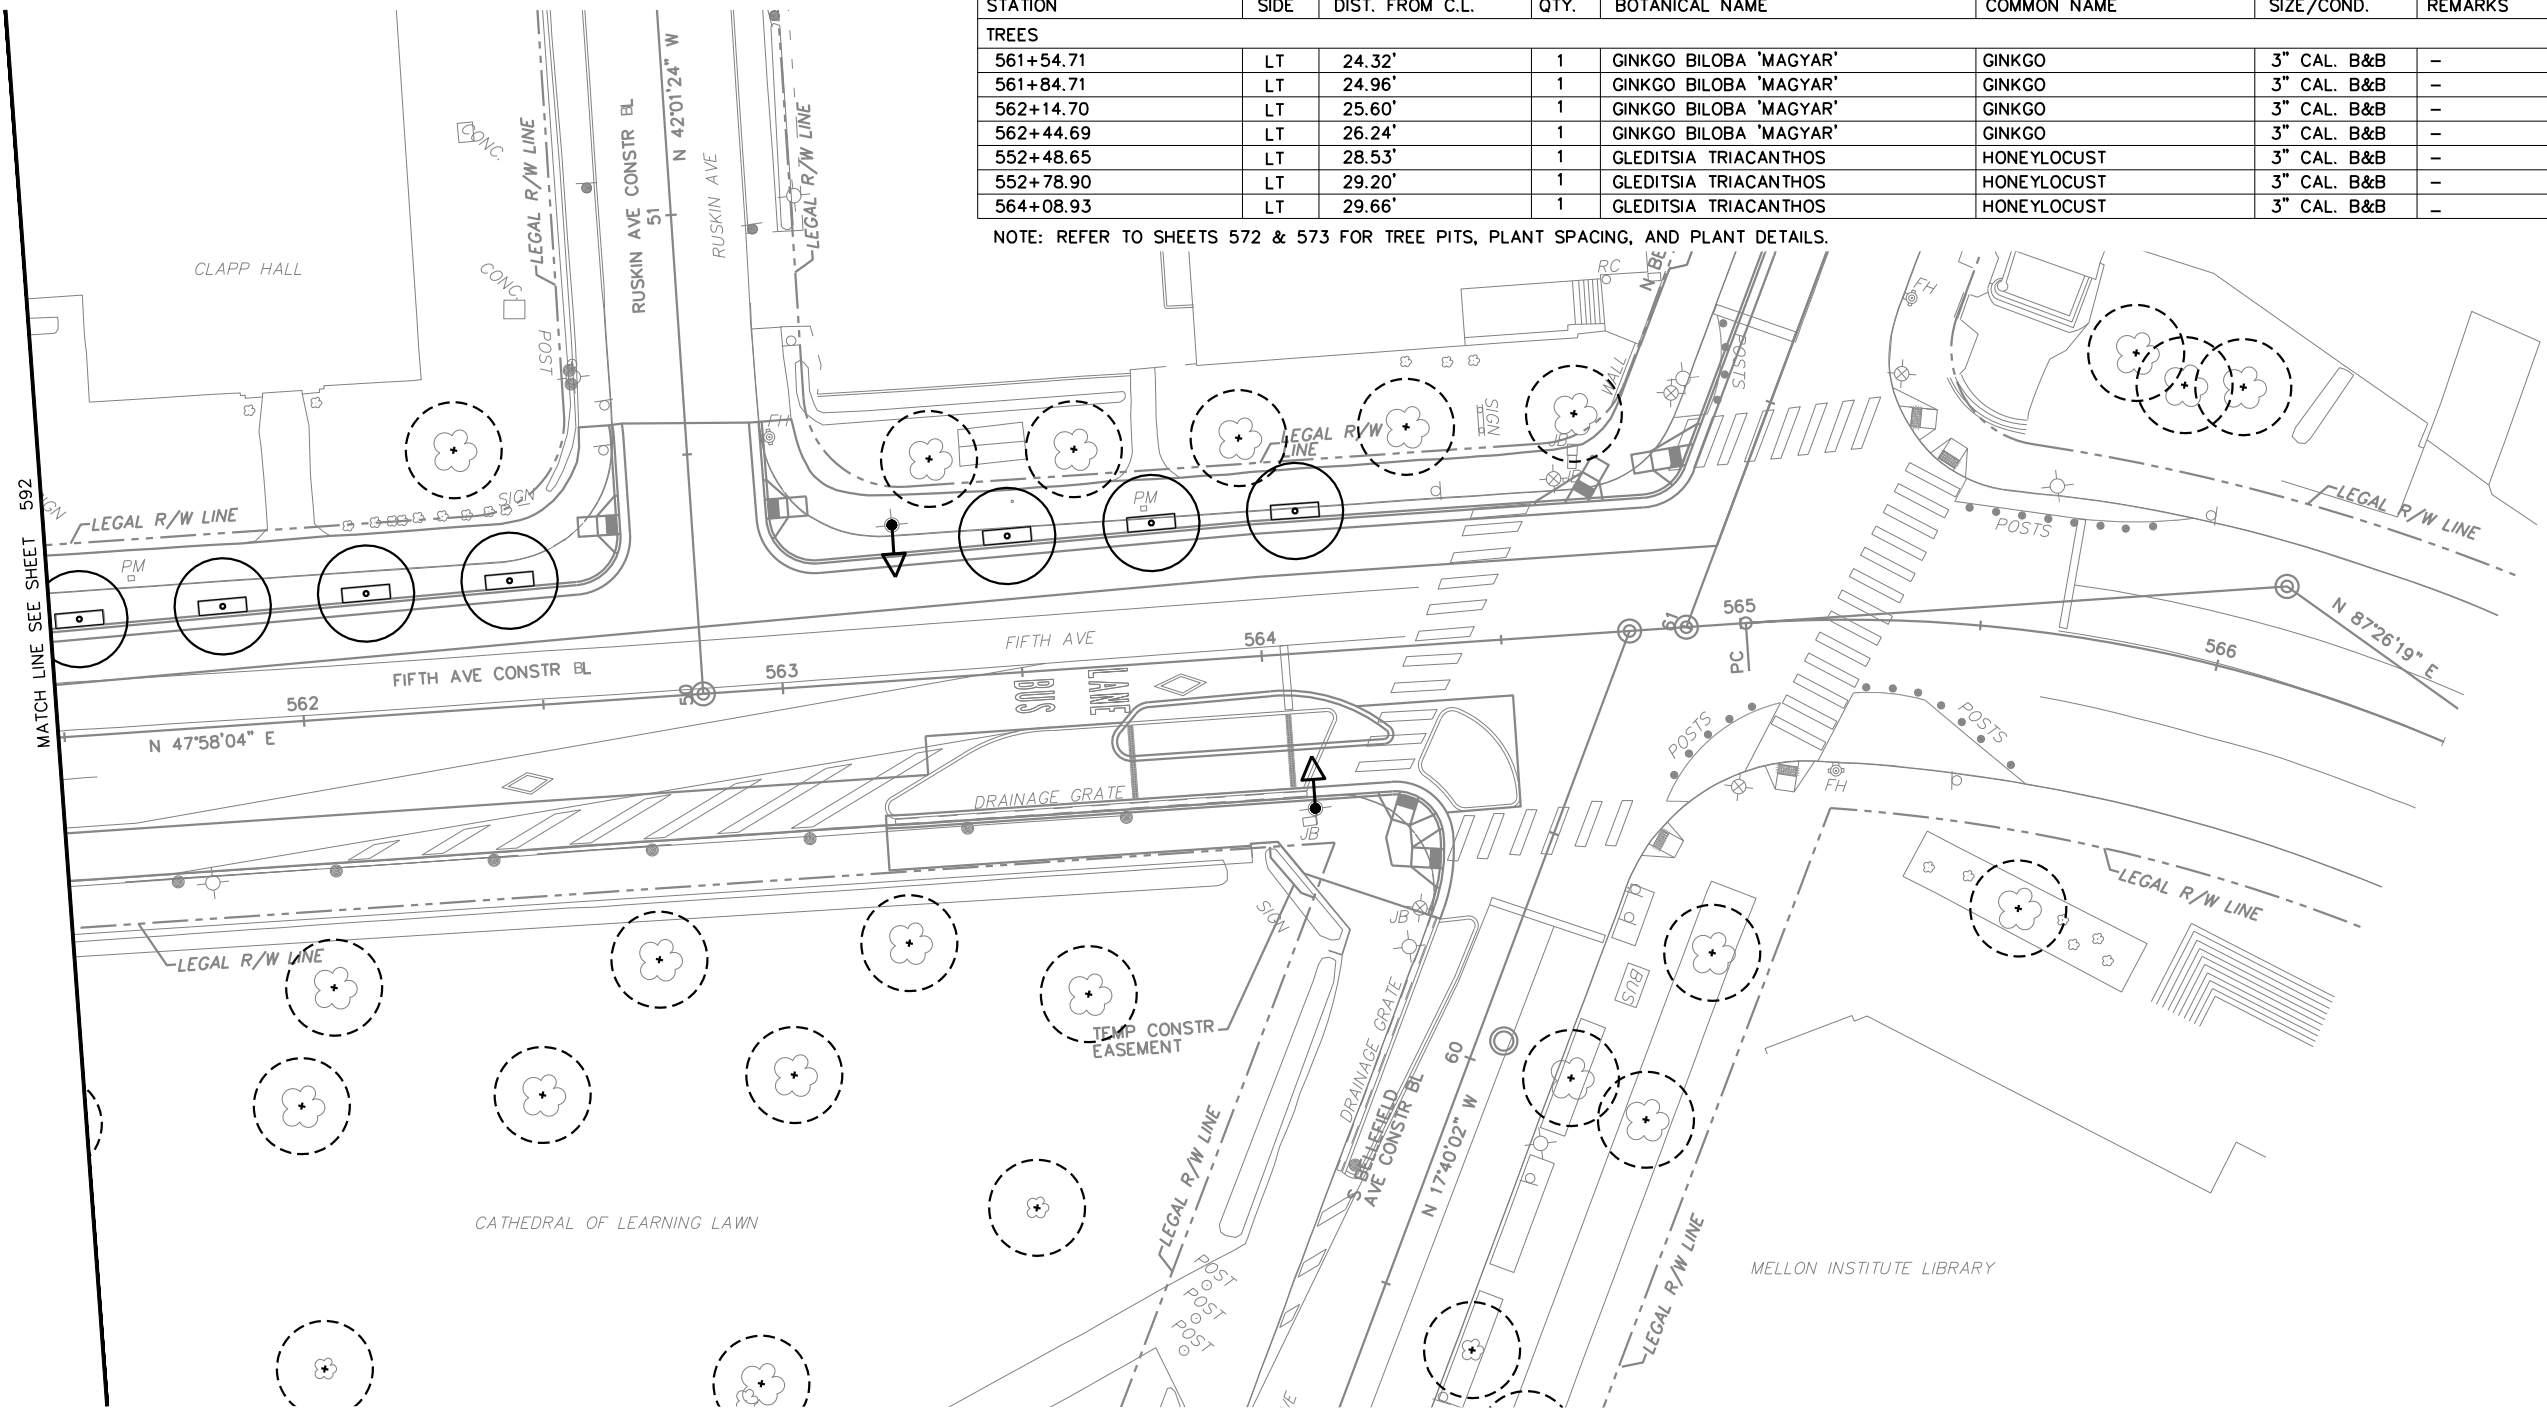 STATION SIDE DIST. FROM C.L. QTY. BOTANICAL NAME COMMON NAME SIZE/COND. REMARKS
TREES
561+54.71 LT 24.32' 1 GINKGO BILOBA 'MAGYAR' GINKGO 3" CAL. B&B -
561+84.71 LT 24.96' 1 GINKGO BILOBA 'MAGYAR' GINKGO 3" CAL. B&B -
562+14.70 LT 25.60' 1 GINKGO BILOBA 'MAGYAR' GINKGO 3" CAL. B&B -
562+44.69 LT 26.24' 1 GINKGO BILOBA 'MAGYAR' GINKGO 3" CAL. B&B -
552+48.65 LT 28.53' 1 GLEDITSIA TRIACANTHOS HONEYLOCUST 3" CAL. B&B -
552+78.90 LT 29.20' 1 GLEDITSIA TRIACANTHOS HONEYLOCUST 3" CAL. B&B -
564+08.93 LT 29.66' 1 GLEDITSIA TRIACANTHOS HONEYLOCUST 3" CAL. B&B -
NOTE: REFER TO SHEETS 572 & 573 FOR TREE PITS, PLANT SPACING, AND PLANT DETAILS.
MATCH LINE SEE SHEET 592
CLAPP HALL
CONC.
CONC.
LEGAL R/W LINE
POST
RUSKIN AVE CONSTR BL
51
N 42°01'24" W
RUSKIN AVE
LEGAL R/W LINE
RC
N BE
WALL
POSTS
FH
FH
SIGN
LEGAL R/W
LINE
JB
JB
SIGN
LEGAL R/W LINE
PM
PM
LEGAL R/W LINE
POSTS
FIFTH AVE CONSTR BL
562
N 47°58'04" E
50
563
FIFTH AVE
564
BUS
LANE
61
565
PC
566
N 87°26'19" E
DRAINAGE GRATE
JB
POSTS
POSTS
FH
LEGAL R/W LINE
SIGN
JB
LEGAL R/W LINE
BUS
TEMP CONSTR
EASEMENT
DRAINAGE GRATE
60
S BELLEFIELD
AVE CONSTR BL
N 17°40'02" W
LEGAL R/W LINE
CATHEDRAL OF LEARNING LAWN
POST
POST
POST
LEGAL R/W LINE
MELLON INSTITUTE LIBRARY